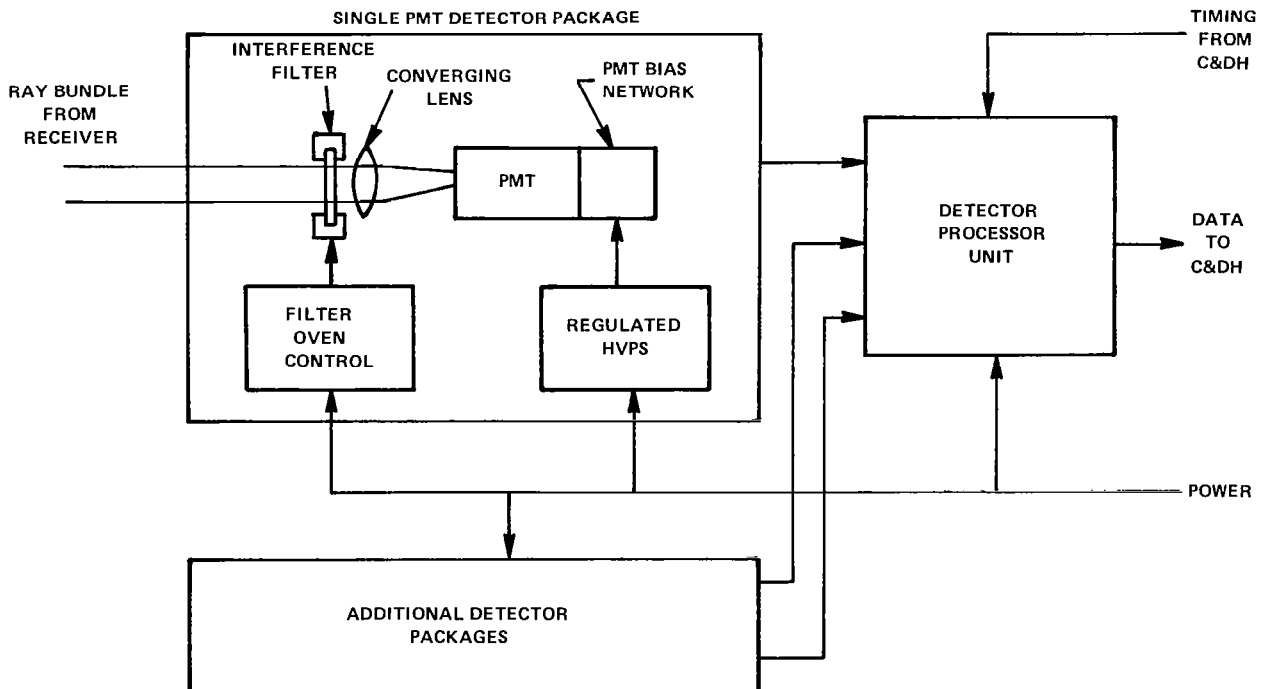 SINGLE PMT DETECTOR PACKAGE
TIMING
FROM
C&DH
INTERFERENCE
FILTER
CONVERGING
LENS
PMT BIAS
NETWORK
RAY BUNDLE
FROM
RECEIVER
PMT
DETECTOR
PROCESSOR
UNIT
DATA
TO
C&DH
FILTER
OVEN
CONTROL
REGULATED
HVPS
POWER
ADDITIONAL DETECTOR
PACKAGES